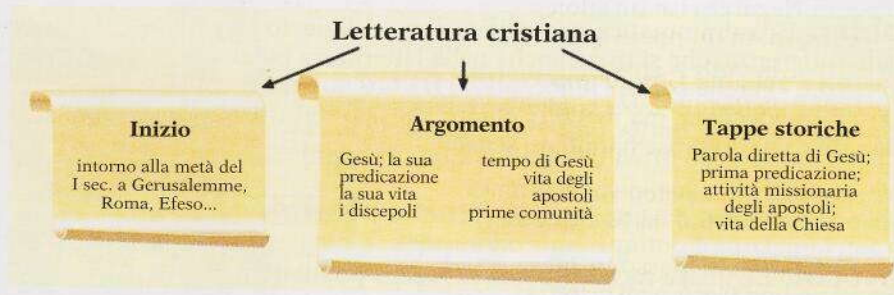 Letteratura cristiana
Inizio
intorno alla metà del
I sec. a Gerusalemme,
Roma, Efeso...
Argomento
Gesù; la sua
predicazione
la sua vita
i discepoli
tempo di Gesù
vita degli
apostoli
prime comunità
Tappe storiche
Parola diretta di Gesù;
prima predicazione;
attività missionaria
degli apostoli;
vita della Chiesa